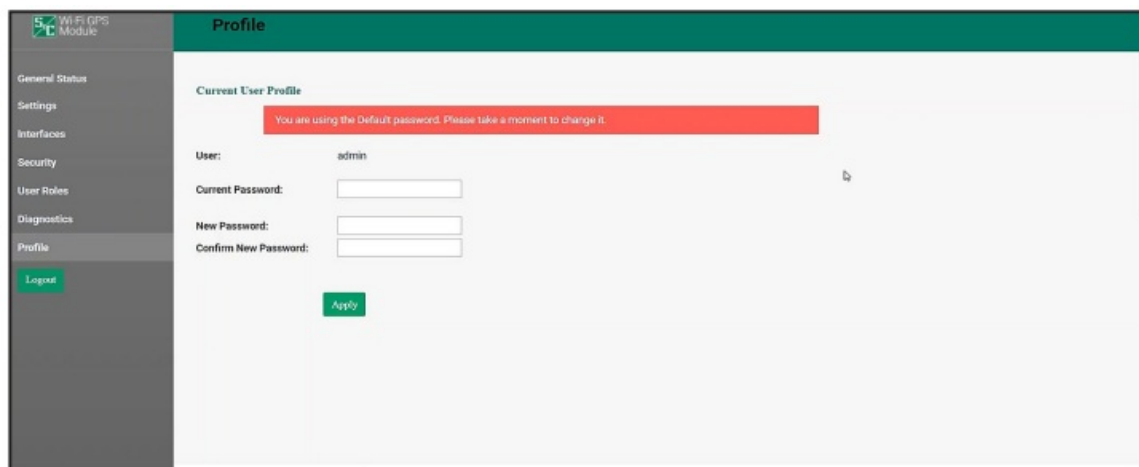 S&C Wi-Fi GPS
Module
Profile
General Status
Settings
Interfaces
Security
User Roles
Diagnostics
Profile
Logout
Current User Profile
You are using the Default password. Please take a moment to change it.
User: admin
Current Password:
New Password:
Confirm New Password:
Apply